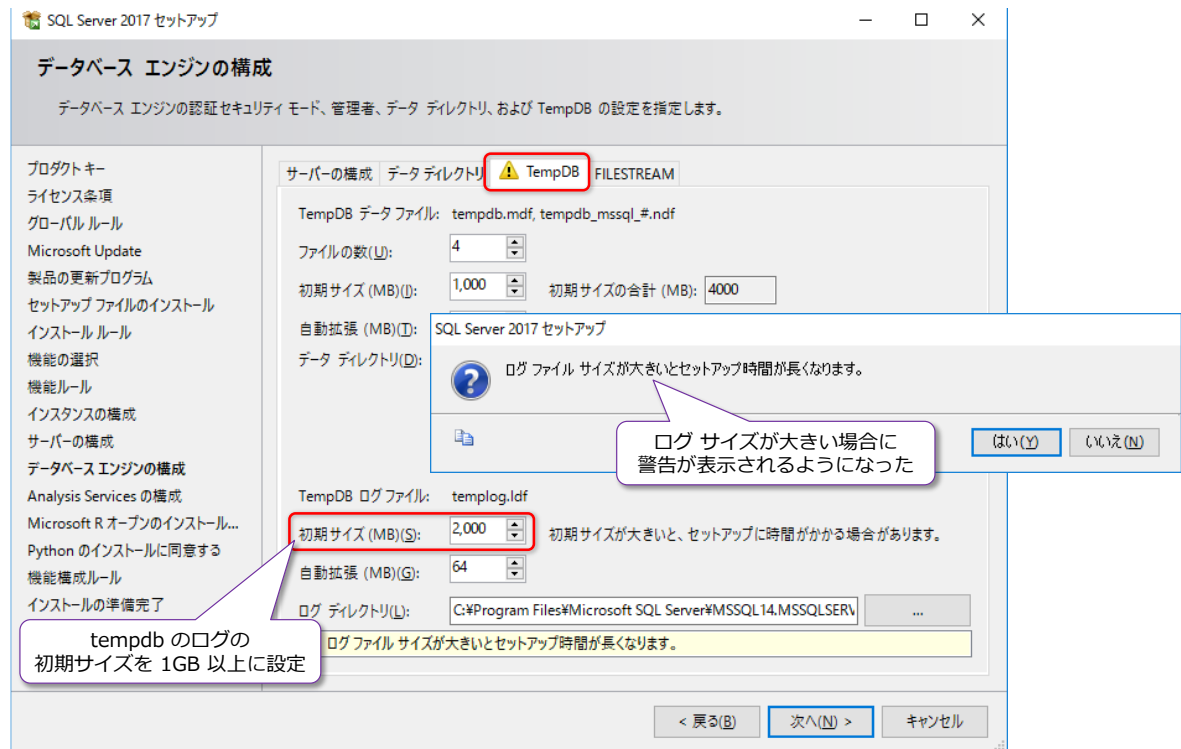 SQL Server 2017 セットアップ
データベース エンジンの構成
データベース エンジンの認証セキュリティ モード、管理者、データ ディレクトリ、および TempDB の設定を指定します。
プロダクト キー
ライセンス条項
グローバル ルール
Microsoft Update
製品の更新プログラム
セットアップ ファイルのインストール
インストール ルール
機能の選択
機能ルール
インスタンスの構成
サーバーの構成
データベース エンジンの構成
Analysis Services の構成
Microsoft R オープンのインストール...
Python のインストールに同意する
機能構成ルール
インストールの準備完了
サーバーの構成 データ ディレクトリ TempDB FILESTREAM
TempDB データ ファイル: tempdb.mdf, tempdb_mssql_#.ndf
ファイルの数(U): 4
初期サイズ (MB)(I): 1,000 初期サイズの合計 (MB): 4000
自動拡張 (MB)(T):
データ ディレクトリ(D):
SQL Server 2017 セットアップ
ログ ファイル サイズが大きいとセットアップ時間が長くなります。
はい(Y) いいえ(N)
ログ サイズが大きい場合に
警告が表示されるようになった
TempDB ログ ファイル: templog.ldf
初期サイズ (MB)(S): 2,000 初期サイズが大きいと、セットアップに時間がかかる場合があります。
自動拡張 (MB)(G): 64
ログ ディレクトリ(L): C:¥Program Files¥Microsoft SQL Server¥MSSQL14.MSSQLSERV ...
ログ ファイル サイズが大きいとセットアップ時間が長くなります。
tempdb のログの
初期サイズを 1GB 以上に設定
< 戻る(B) 次へ(N) > キャンセル